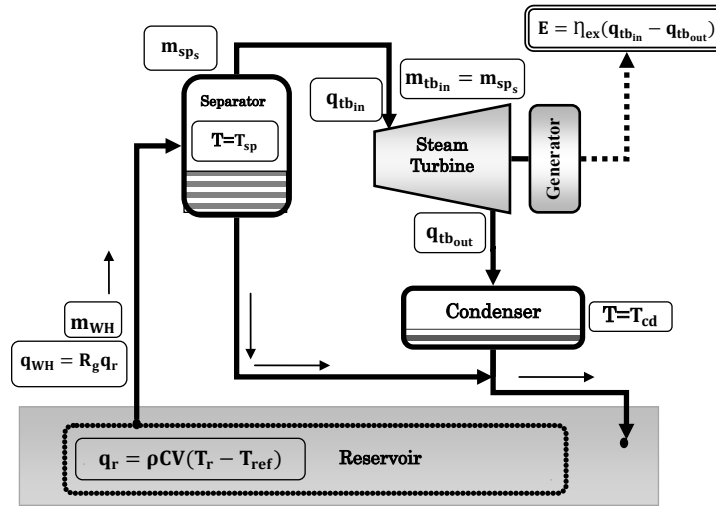 m_sp_s
E = η_ex(q_tb_in − q_tb_out)
Separator
T=T_sp
q_tb_in
m_tb_in = m_sp_s
Steam
Turbine
Generator
q_tb_out
Condenser
T=T_cd
m_WH
q_WH = R_g q_r
q_r = ρCV(T_r − T_ref)
Reservoir